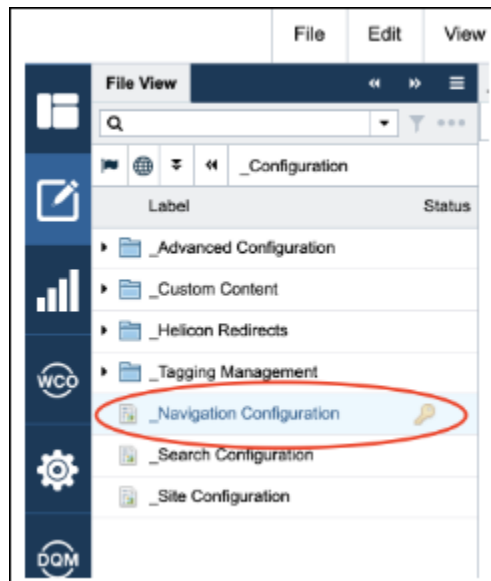 File Edit View
File View
_Configuration
Label Status
_Advanced Configuration
_Custom Content
_Helicon Redirects
_Tagging Management
WCO
_Navigation Configuration
_Search Configuration
_Site Configuration
DQM